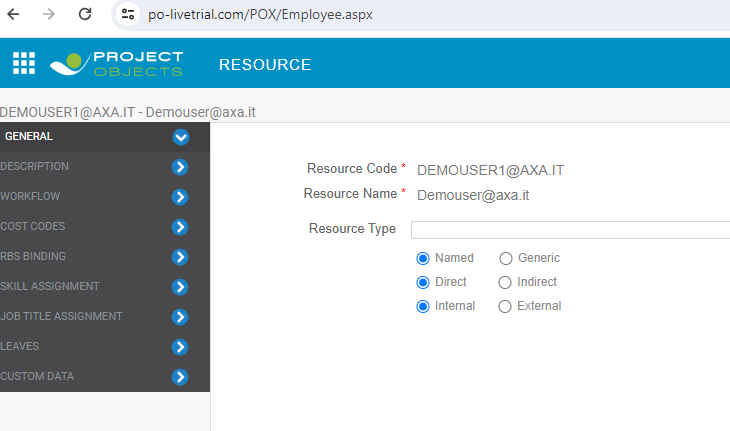 po-livetrial.com/POX/Employee.aspx
PROJECT
OBJECTS
RESOURCE
DEMOUSER1@AXA.IT - Demouser@axa.it
GENERAL
DESCRIPTION
WORKFLOW
COST CODES
RBS BINDING
SKILL ASSIGNMENT
JOB TITLE ASSIGNMENT
LEAVES
CUSTOM DATA
Resource Code * DEMOUSER1@AXA.IT
Resource Name * Demouser@axa.it
Resource Type
Named Generic
Direct Indirect
Internal External